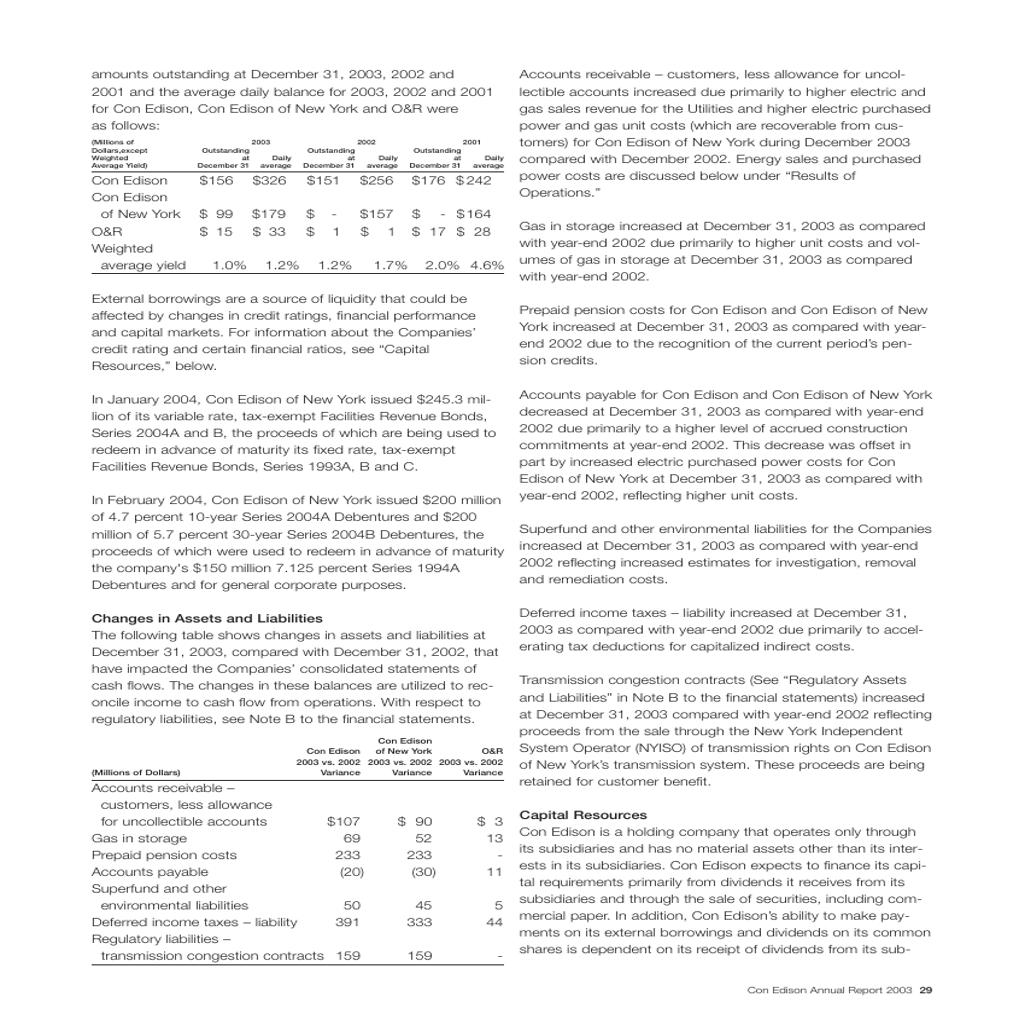 amounts outstanding at December 31, 2003, 2002 and
2001 and the average daily balance for 2003, 2002 and 2001
for Con Edison, Con Edison of New York and O&R were
as follows:
(Millions of 2003 2002 2001
Dollars,except Outstanding Outstanding Outstanding
Weighted at Daily at Daily at Daily
Average Yield) December 31 average December 31 average December 31 average
Con Edison $156 $326 $151 $256 $176 $242
Con Edison
of New York $ 99 $179 $ - $157 $ - $164
O&R $ 15 $ 33 $ 1 $ 1 $ 17 $ 28
Weighted
average yield 1.0% 1.2% 1.2% 1.7% 2.0% 4.6%
External borrowings are a source of liquidity that could be
affected by changes in credit ratings, financial performance
and capital markets. For information about the Companies’
credit rating and certain financial ratios, see “Capital
Resources,” below.
In January 2004, Con Edison of New York issued $245.3 mil-
lion of its variable rate, tax-exempt Facilities Revenue Bonds,
Series 2004A and B, the proceeds of which are being used to
redeem in advance of maturity its fixed rate, tax-exempt
Facilities Revenue Bonds, Series 1993A, B and C.
In February 2004, Con Edison of New York issued $200 million
of 4.7 percent 10-year Series 2004A Debentures and $200
million of 5.7 percent 30-year Series 2004B Debentures, the
proceeds of which were used to redeem in advance of maturity
the company's $150 million 7.125 percent Series 1994A
Debentures and for general corporate purposes.
Changes in Assets and Liabilities
The following table shows changes in assets and liabilities at
December 31, 2003, compared with December 31, 2002, that
have impacted the Companies’ consolidated statements of
cash flows. The changes in these balances are utilized to rec-
oncile income to cash flow from operations. With respect to
regulatory liabilities, see Note B to the financial statements.
Con Edison
Con Edison of New York O&R
2003 vs. 2002 2003 vs. 2002 2003 vs. 2002
(Millions of Dollars) Variance Variance Variance
Accounts receivable –
customers, less allowance
for uncollectible accounts $107 $ 90 $ 3
Gas in storage 69 52 13
Prepaid pension costs 233 233 -
Accounts payable (20) (30) 11
Superfund and other
environmental liabilities 50 45 5
Deferred income taxes – liability 391 333 44
Regulatory liabilities –
transmission congestion contracts 159 159 -
Accounts receivable – customers, less allowance for uncol-
lectible accounts increased due primarily to higher electric and
gas sales revenue for the Utilities and higher electric purchased
power and gas unit costs (which are recoverable from cus-
tomers) for Con Edison of New York during December 2003
compared with December 2002. Energy sales and purchased
power costs are discussed below under “Results of
Operations.”
Gas in storage increased at December 31, 2003 as compared
with year-end 2002 due primarily to higher unit costs and vol-
umes of gas in storage at December 31, 2003 as compared
with year-end 2002.
Prepaid pension costs for Con Edison and Con Edison of New
York increased at December 31, 2003 as compared with year-
end 2002 due to the recognition of the current period’s pen-
sion credits.
Accounts payable for Con Edison and Con Edison of New York
decreased at December 31, 2003 as compared with year-end
2002 due primarily to a higher level of accrued construction
commitments at year-end 2002. This decrease was offset in
part by increased electric purchased power costs for Con
Edison of New York at December 31, 2003 as compared with
year-end 2002, reflecting higher unit costs.
Superfund and other environmental liabilities for the Companies
increased at December 31, 2003 as compared with year-end
2002 reflecting increased estimates for investigation, removal
and remediation costs.
Deferred income taxes – liability increased at December 31,
2003 as compared with year-end 2002 due primarily to accel-
erating tax deductions for capitalized indirect costs.
Transmission congestion contracts (See “Regulatory Assets
and Liabilities” in Note B to the financial statements) increased
at December 31, 2003 compared with year-end 2002 reflecting
proceeds from the sale through the New York Independent
System Operator (NYISO) of transmission rights on Con Edison
of New York’s transmission system. These proceeds are being
retained for customer benefit.
Capital Resources
Con Edison is a holding company that operates only through
its subsidiaries and has no material assets other than its inter-
ests in its subsidiaries. Con Edison expects to finance its capi-
tal requirements primarily from dividends it receives from its
subsidiaries and through the sale of securities, including com-
mercial paper. In addition, Con Edison’s ability to make pay-
ments on its external borrowings and dividends on its common
shares is dependent on its receipt of dividends from its sub-
Con Edison Annual Report 2003 29